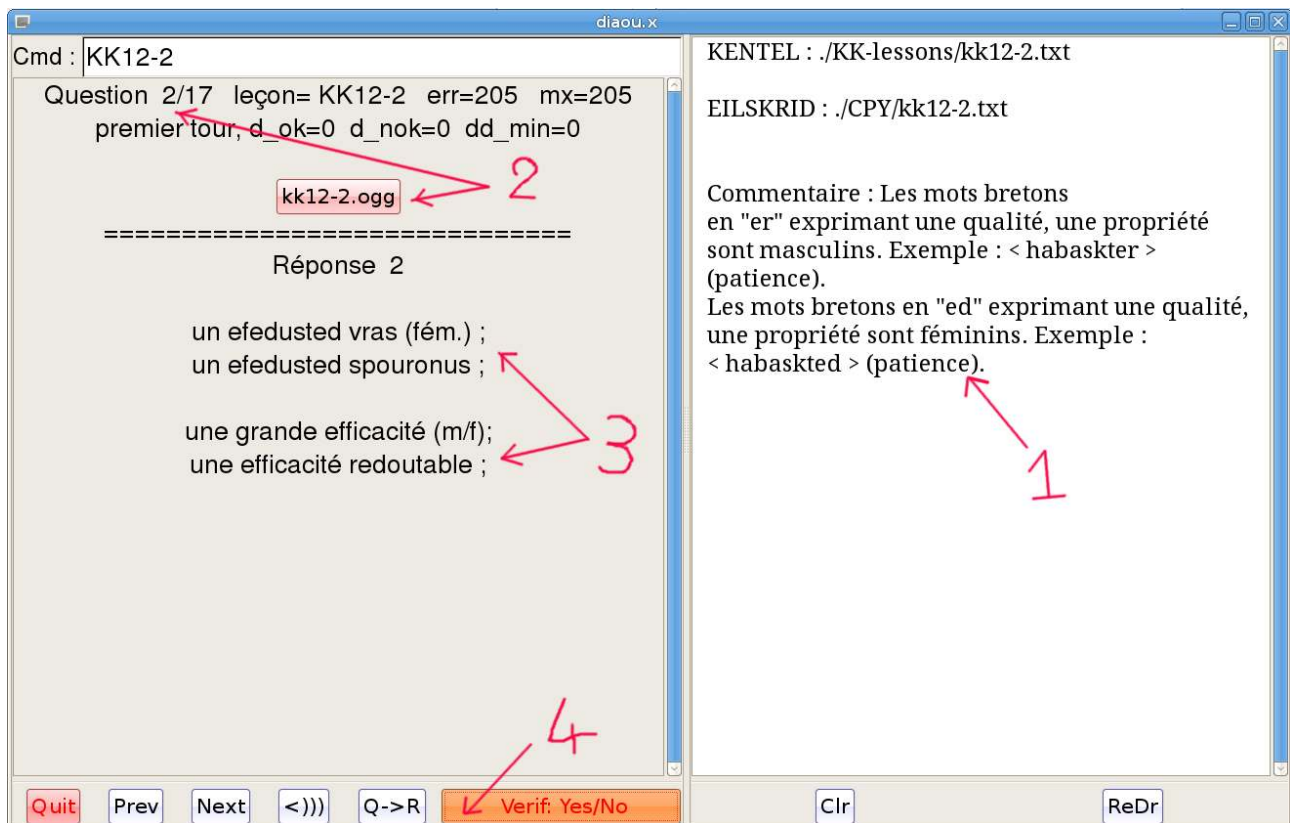 diaou.x
Cmd : KK12-2
Question 2/17 leçon= KK12-2 err=205 mx=205
premier tour, d_ok=0 d_nok=0 dd_min=0
kk12-2.ogg
2
===============================
Réponse 2
un efedusted vras (fém.) ;
un efedusted spouronus ;
une grande efficacité (m/f);
une efficacité redoutable ;
3
4
Quit Prev Next <))) Q->R Verif: Yes/No
KENTEL : ./KK-lessons/kk12-2.txt
EILSKRID : ./CPY/kk12-2.txt
Commentaire : Les mots bretons
en "er" exprimant une qualité, une propriété
sont masculins. Exemple : < habaskter >
(patience).
Les mots bretons en "ed" exprimant une qualité,
une propriété sont féminins. Exemple :
< habaskted > (patience).
1
Clr ReDr